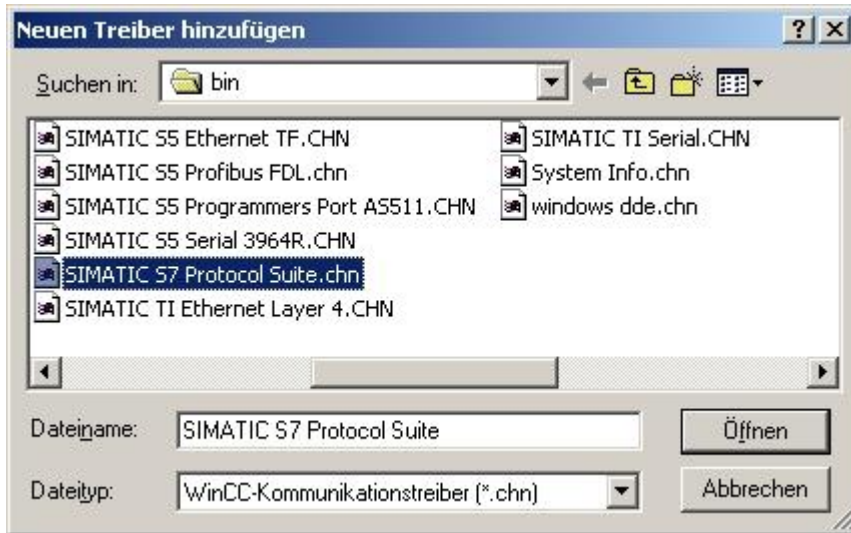 Neuen Treiber hinzufügen
Suchen in: bin
SIMATIC S5 Ethernet TF.CHN
SIMATIC S5 Profibus FDL.chn
SIMATIC S5 Programmers Port AS511.CHN
SIMATIC S5 Serial 3964R.CHN
SIMATIC S7 Protocol Suite.chn
SIMATIC TI Ethernet Layer 4.CHN
SIMATIC TI Serial.CHN
System Info.chn
windows dde.chn
Dateiname: SIMATIC S7 Protocol Suite Öffnen
Dateityp: WinCC-Kommunikationstreiber (*.chn) Abbrechen